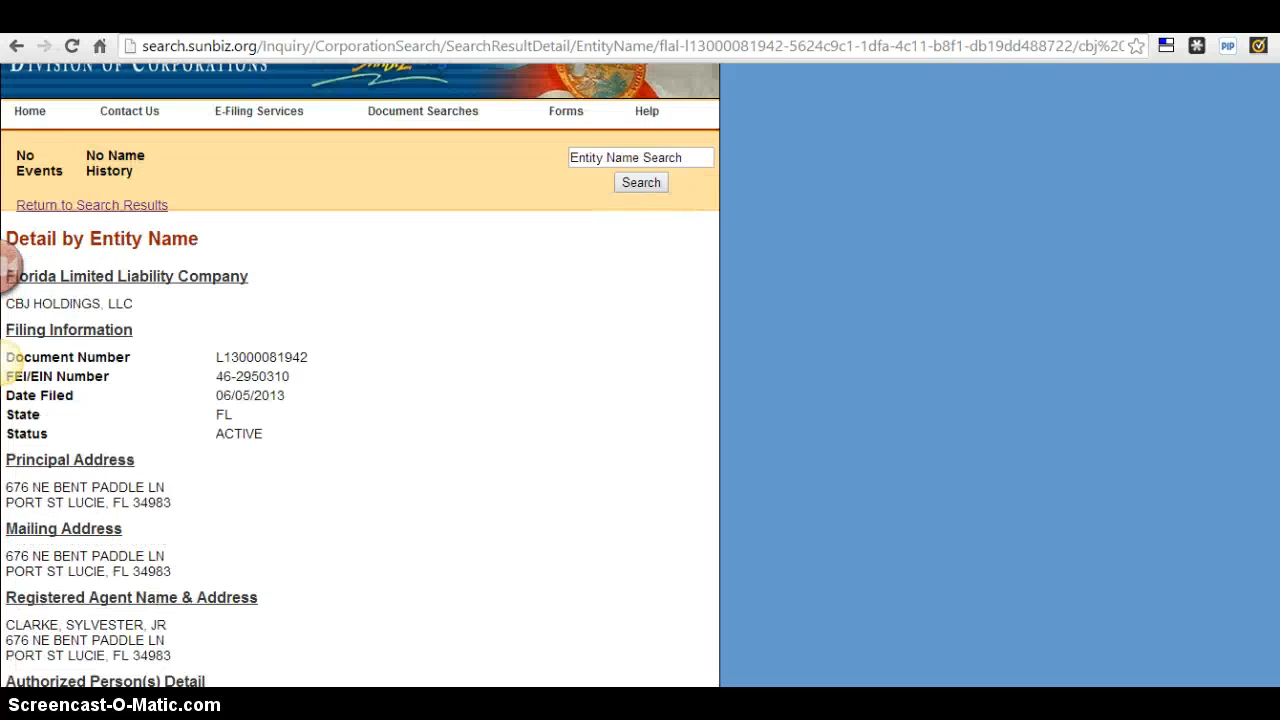 search.sunbiz.org/Inquiry/CorporationSearch/SearchResultDetail/EntityName/flal-l13000081942-5624c9c1-1dfa-4c11-b8f1-db19dd488722/cbj%20
PIP
DIVISION OF CORPORATIONS
Home Contact Us E-Filing Services Document Searches Forms Help
No Events
No Name History
Entity Name Search
Search
Return to Search Results
Detail by Entity Name
Florida Limited Liability Company
CBJ HOLDINGS, LLC
Filing Information
Document Number L13000081942
FEI/EIN Number 46-2950310
Date Filed 06/05/2013
State FL
Status ACTIVE
Principal Address
676 NE BENT PADDLE LN
PORT ST LUCIE, FL 34983
Mailing Address
676 NE BENT PADDLE LN
PORT ST LUCIE, FL 34983
Registered Agent Name & Address
CLARKE, SYLVESTER, JR
676 NE BENT PADDLE LN
PORT ST LUCIE, FL 34983
Authorized Person(s) Detail
Screencast-O-Matic.com